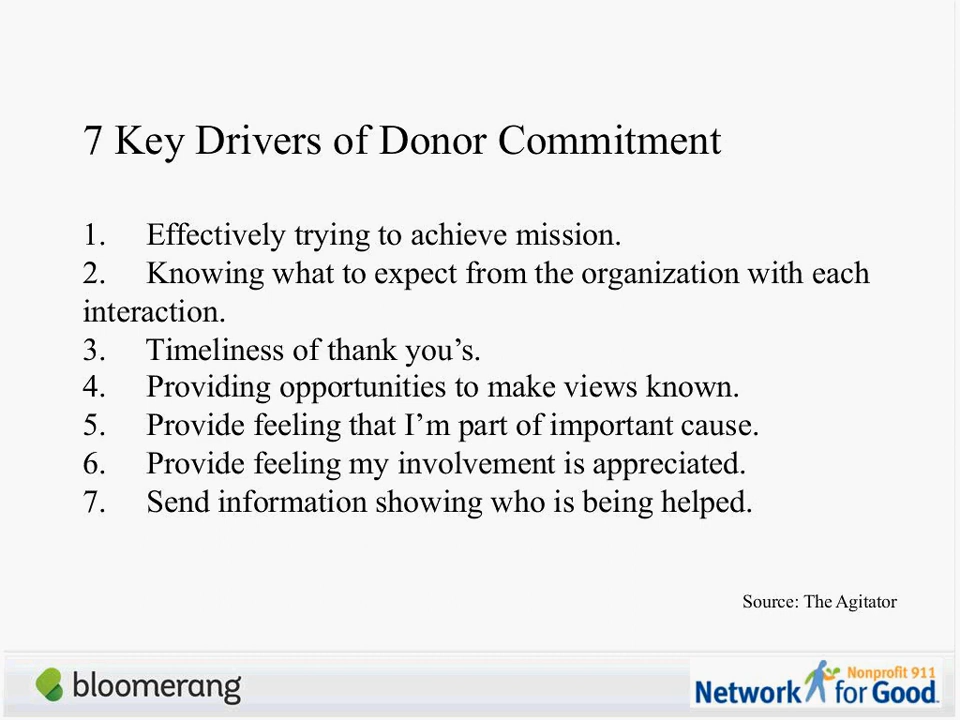 7 Key Drivers of Donor Commitment
1. Effectively trying to achieve mission.
2. Knowing what to expect from the organization with each
interaction.
3. Timeliness of thank you’s.
4. Providing opportunities to make views known.
5. Provide feeling that I’m part of important cause.
6. Provide feeling my involvement is appreciated.
7. Send information showing who is being helped.
Source: The Agitator
bloomerang
Nonprofit 911
Network for Good.